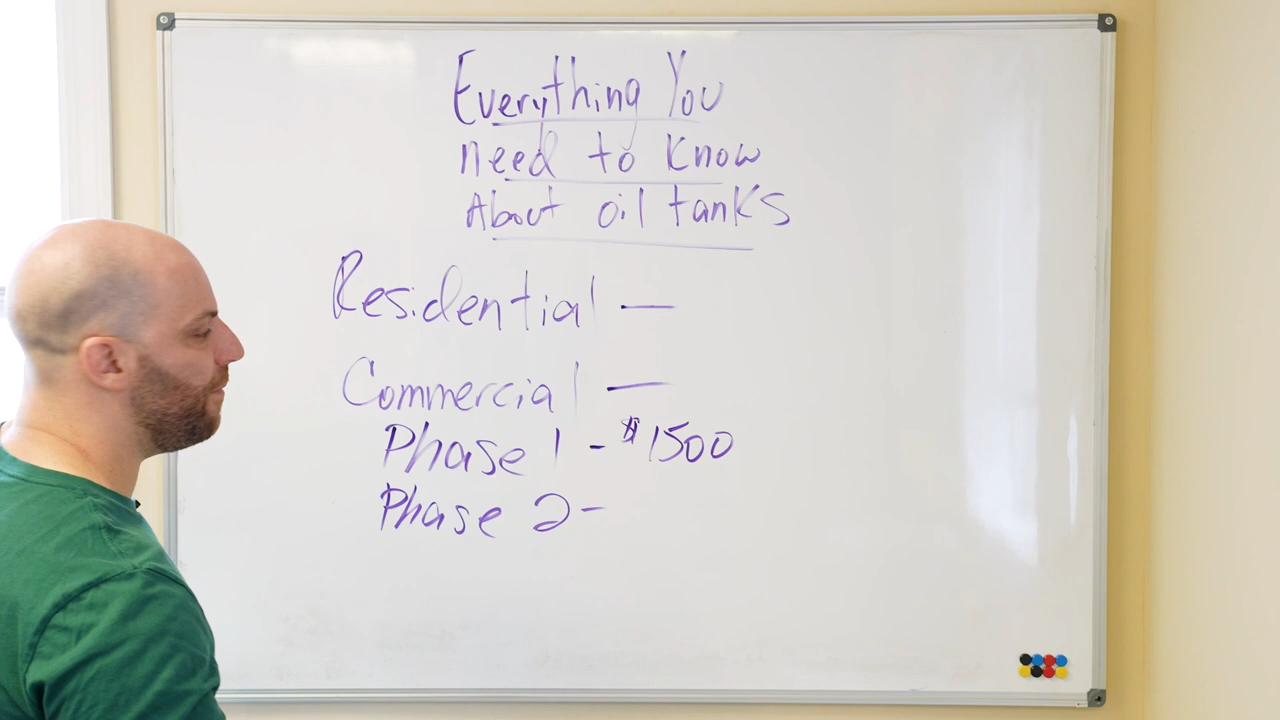 Everything You
need to Know
About oil tanks
Residential —
Commercial —
Phase 1 - $1500
Phase 2 -